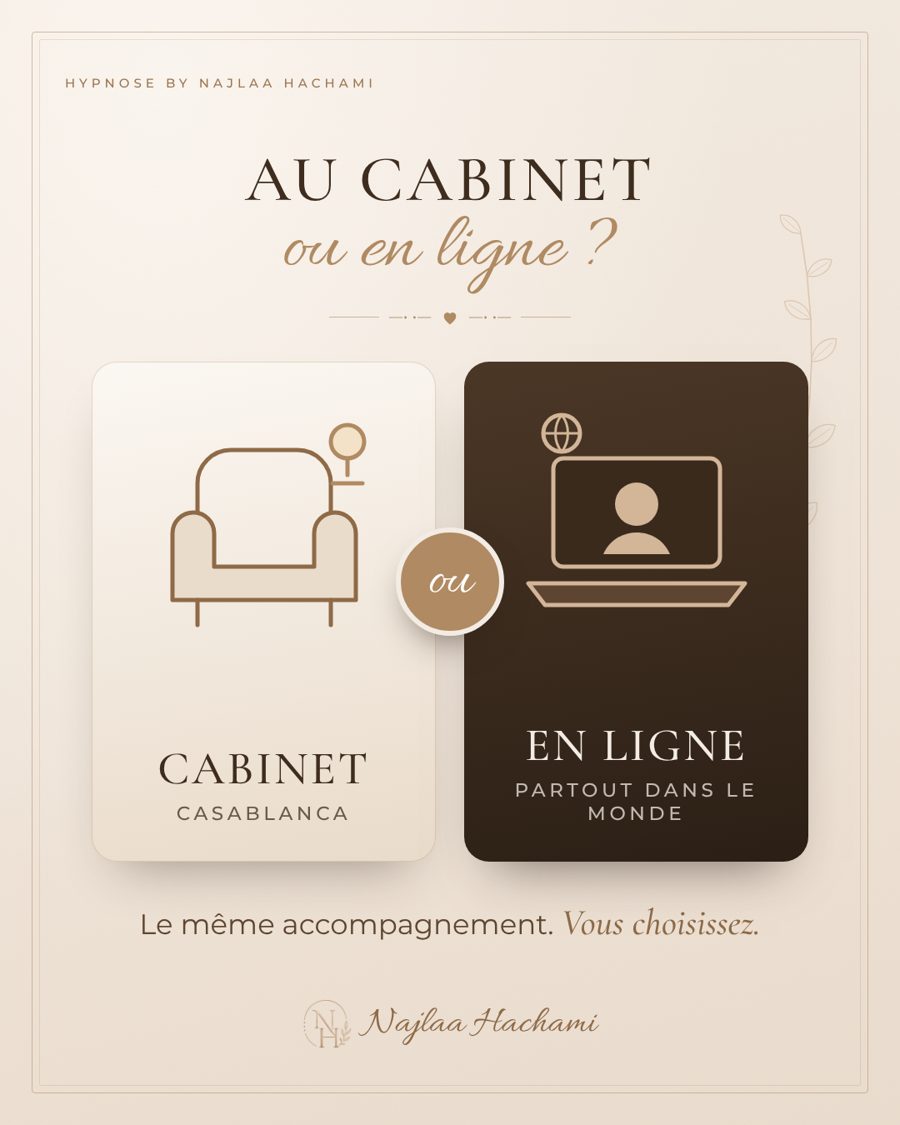 HYPNOSE BY NAJLAA HACHAMI
AU CABINET
ou en ligne ?
ou
CABINET
CASABLANCA
EN LIGNE
PARTOUT DANS LE
MONDE
Le même accompagnement. Vous choisissez.
NH
Najlaa Hachami